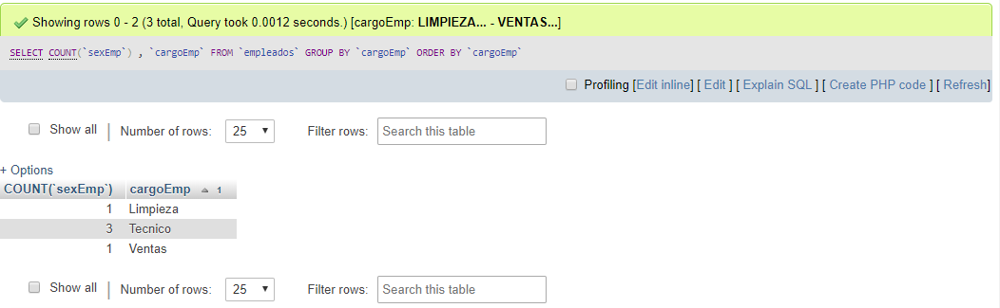 Showing rows 0 - 2 (3 total, Query took 0.0012 seconds.) [cargoEmp: LIMPIEZA... - VENTAS...]
SELECT COUNT(`sexEmp`) , `cargoEmp` FROM `empleados` GROUP BY `cargoEmp` ORDER BY `cargoEmp`
Profiling [Edit inline] [ Edit ] [ Explain SQL ] [ Create PHP code ] [ Refresh]
Show all | Number of rows: 25 Filter rows: Search this table
+ Options
COUNT(`sexEmp`) cargoEmp 1
1 Limpieza
3 Tecnico
1 Ventas
Show all | Number of rows: 25 Filter rows: Search this table